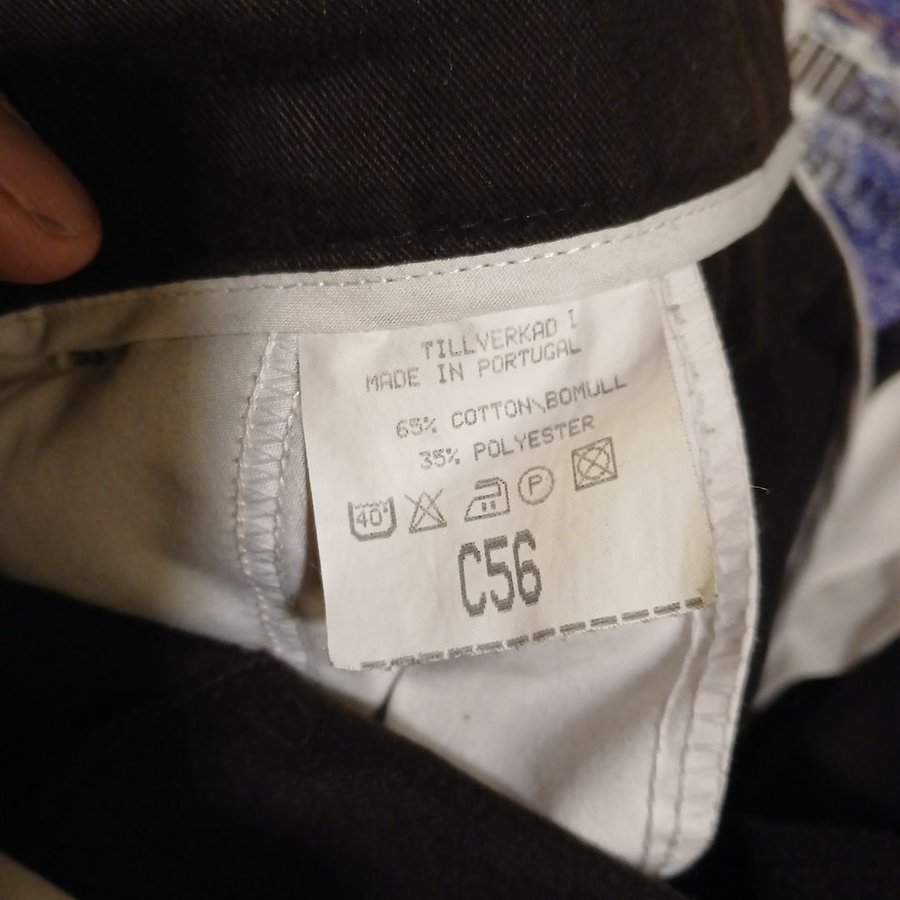 TILLVERKAD I
MADE IN PORTUGAL
65% COTTON\BOMULL
35% POLYESTER
40° P
C56